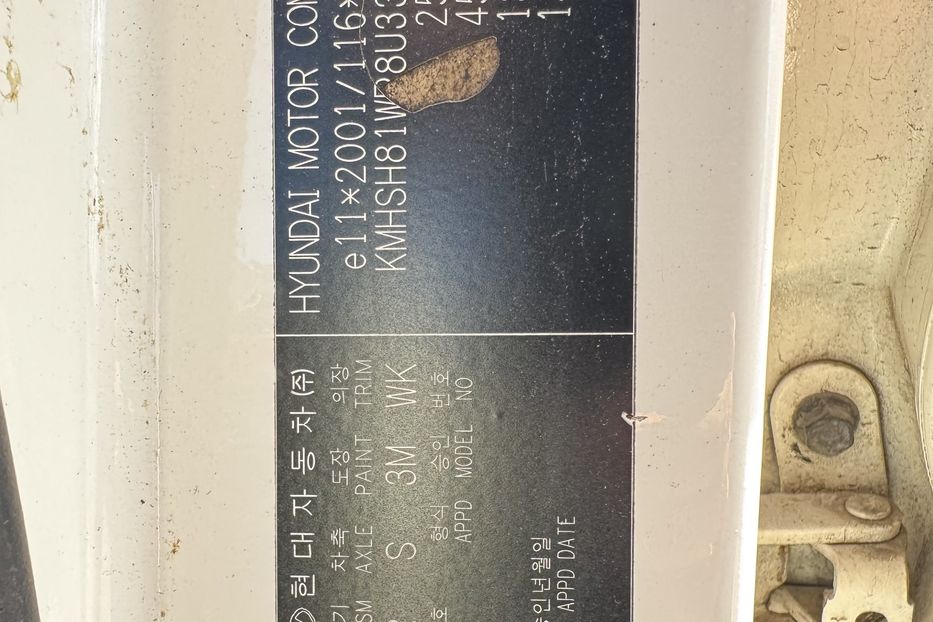 현대자동차 (주)
차축 도장 의장
AXLE PAINT TRIM
S 3M WK
형식 승인 번호
APPD MODEL NO
승인년월일
APPD DATE
HYUNDAI MOTOR
e11*2001/116*
KMHSH81W